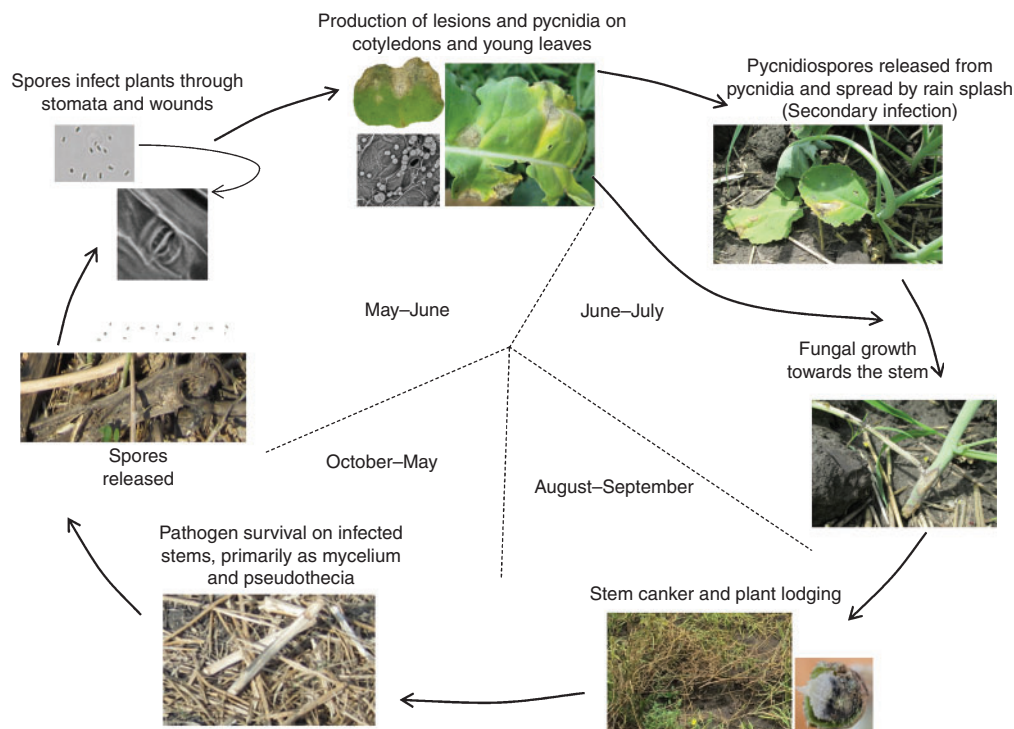 Production of lesions and pycnidia on
cotyledons and young leaves
Spores infect plants through
stomata and wounds
Pycnidiospores released from
pycnidia and spread by rain splash
(Secondary infection)
May–June
June–July
Fungal growth
towards the stem
Spores
released
October–May
August–September
Pathogen survival on infected
stems, primarily as mycelium
and pseudothecia
Stem canker and plant lodging